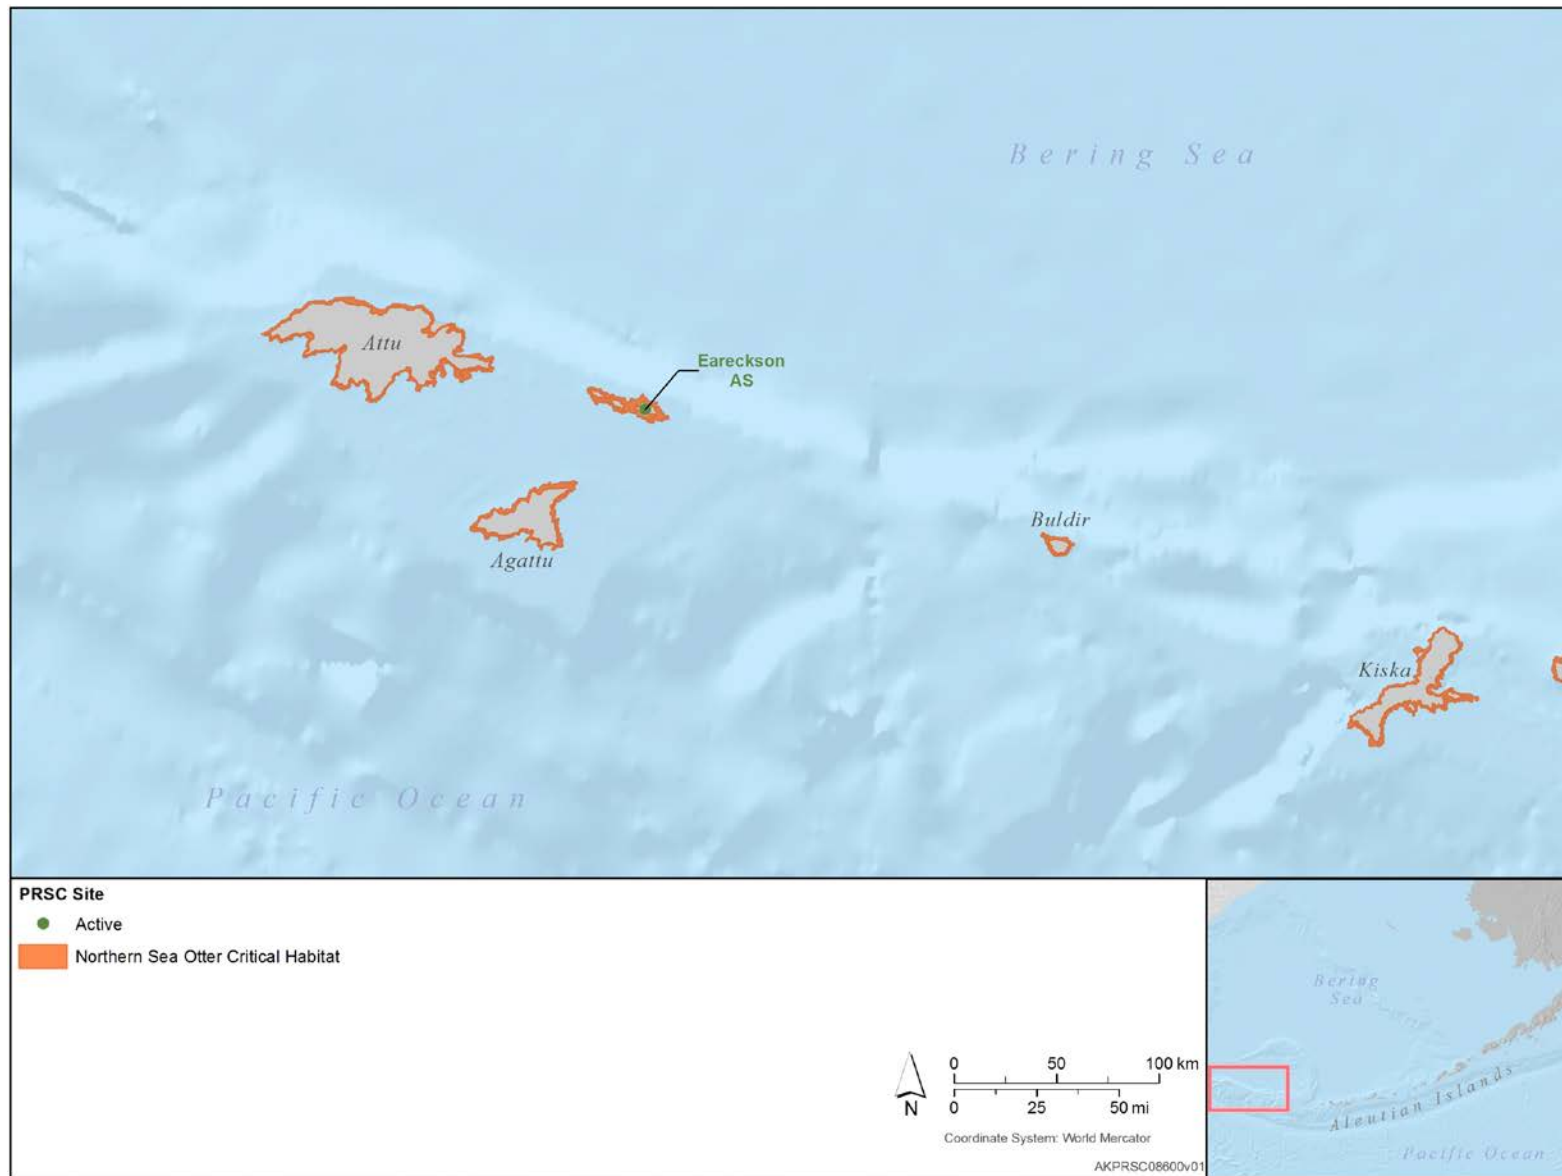 Bering Sea
Attu
Eareckson
AS
Buldir
Agattu
Kiska
Pacific Ocean
PRSC Site
Active
Northern Sea Otter Critical Habitat
0 50 100 km
0 25 50 mi
N
Coordinate System: World Mercator
AKPRSC08600v01
Bering
Sea
Aleutian Islands
Pacific Ocean